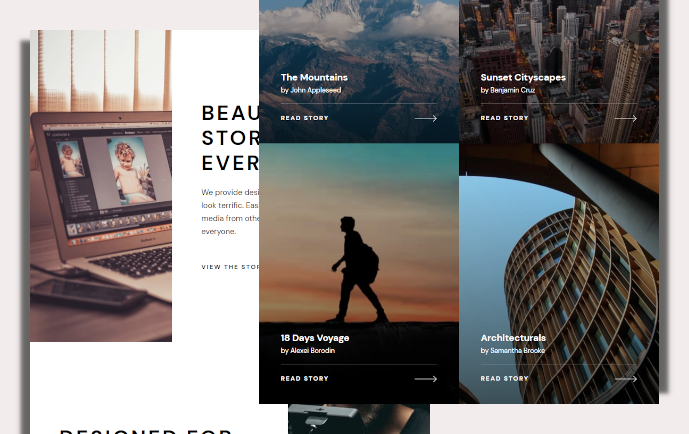 The Mountains
by John Appleseed
READ STORY
Sunset Cityscapes
by Benjamin Cruz
READ STORY
BEAU
STOR
EVER
We provide desi
look terrific. Eas
media from othe
everyone.
VIEW THE STOR
18 Days Voyage
by Alexei Borodin
READ STORY
Architecturals
by Samantha Brooke
READ STORY
DESIGNED FOR